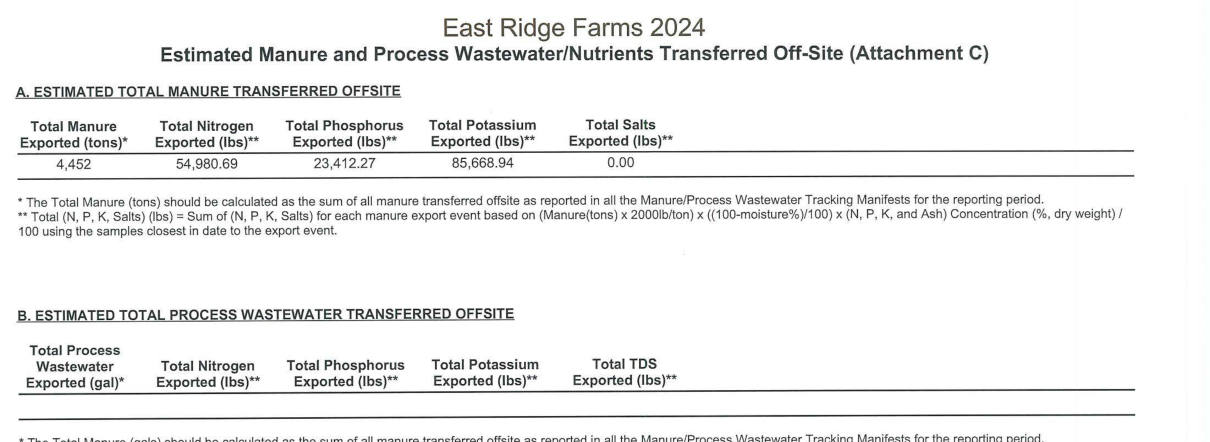 East Ridge Farms 2024
Estimated Manure and Process Wastewater/Nutrients Transferred Off-Site (Attachment C)
A. ESTIMATED TOTAL MANURE TRANSFERRED OFFSITE
Total Manure Exported (tons)* Total Nitrogen Exported (lbs)** Total Phosphorus Exported (lbs)** Total Potassium Exported (lbs)** Total Salts Exported (lbs)**
4,452 54,980.69 23,412.27 85,668.94 0.00
* The Total Manure (tons) should be calculated as the sum of all manure transferred offsite as reported in all the Manure/Process Wastewater Tracking Manifests for the reporting period.
** Total (N, P, K, Salts) (lbs) = Sum of (N, P, K, Salts) for each manure export event based on (Manure(tons) x 2000lb/ton) x ((100-moisture%)/100) x (N, P, K, and Ash) Concentration (%, dry weight) /
100 using the samples closest in date to the export event.
B. ESTIMATED TOTAL PROCESS WASTEWATER TRANSFERRED OFFSITE
Total Process Wastewater Exported (gal)* Total Nitrogen Exported (lbs)** Total Phosphorus Exported (lbs)** Total Potassium Exported (lbs)** Total TDS Exported (lbs)**
* The Total Manure (gals) should be calculated as the sum of all manure transferred offsite as reported in all the Manure/Process Wastewater Tracking Manifests for the reporting period.